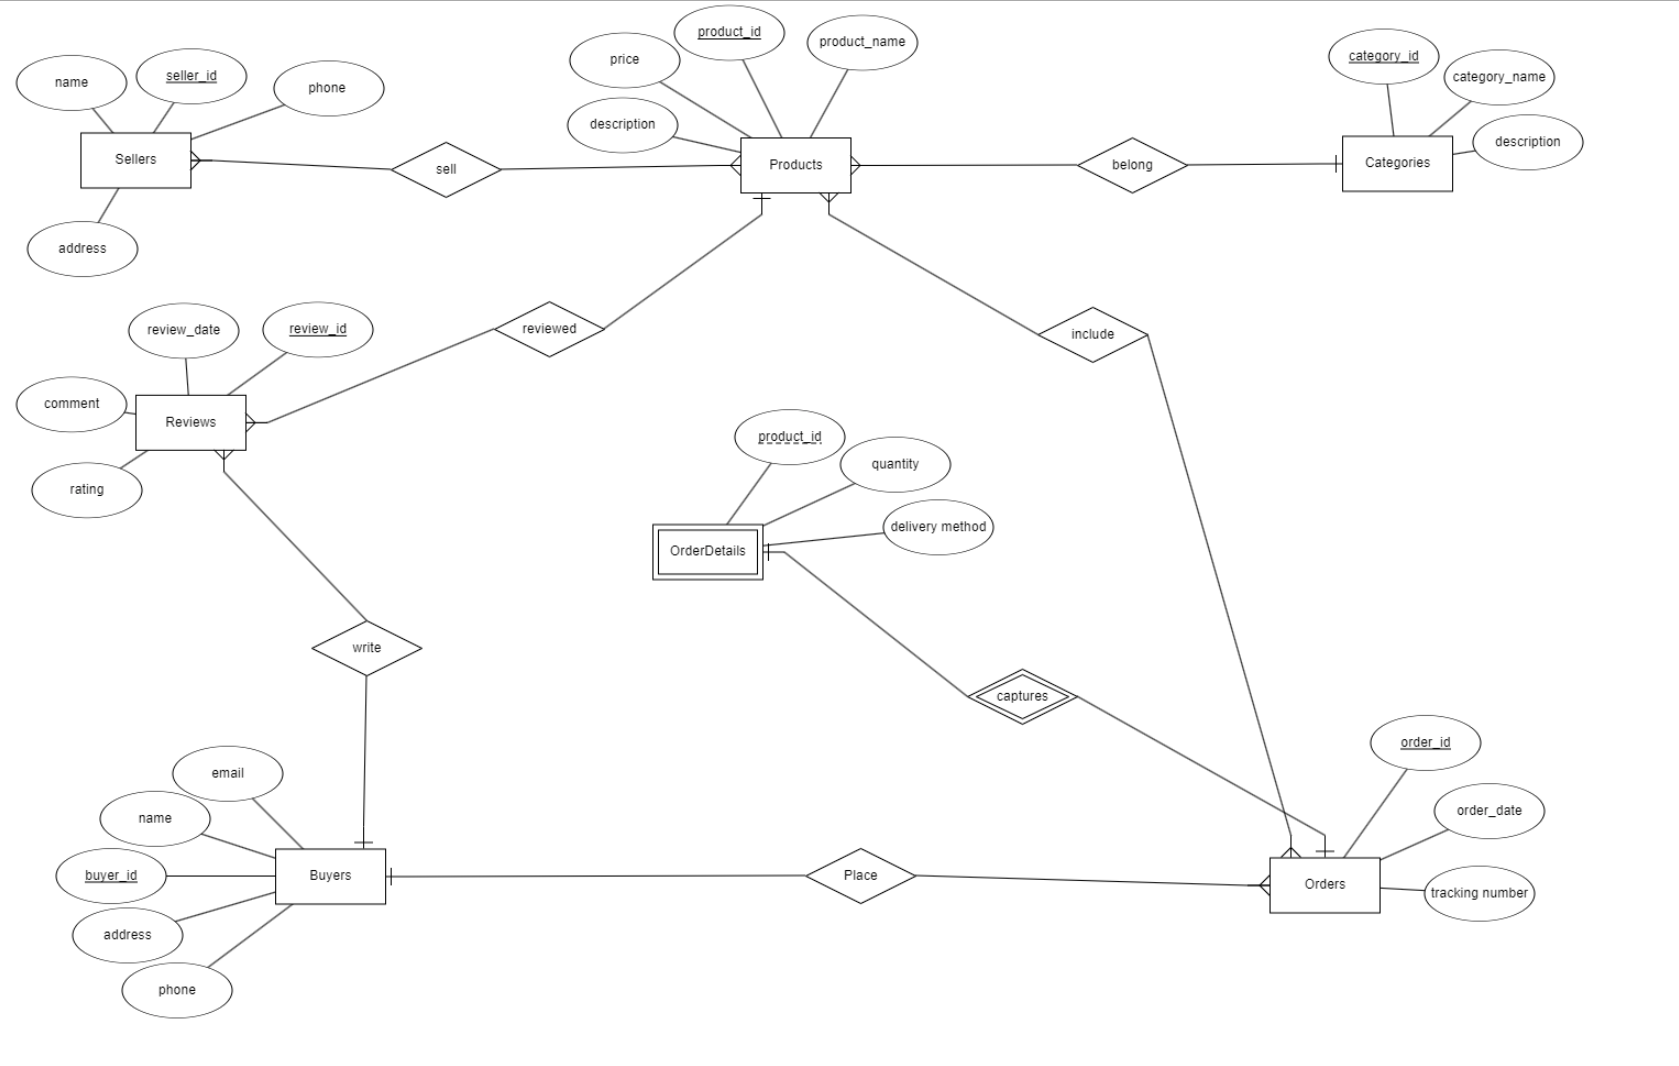 product_id
product_name
price
category_id
seller_id
category_name
name
phone
description
description
Sellers
sell
Products
belong
Categories
address
review_date
review_id
reviewed
include
comment
Reviews
product_id
quantity
rating
delivery method
OrderDetails
write
captures
order_id
email
order_date
name
buyer_id
Buyers
Place
Orders
tracking number
address
phone